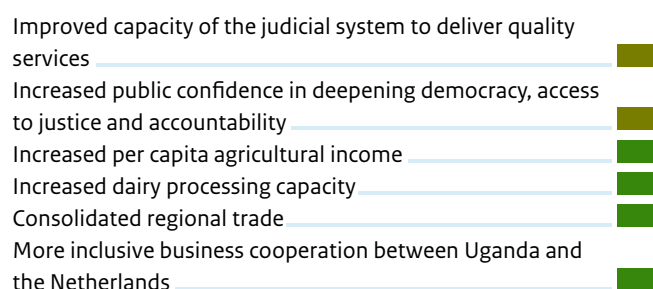 Improved capacity of the judicial system to deliver quality
services
Increased public confidence in deepening democracy, access
to justice and accountability
Increased per capita agricultural income
Increased dairy processing capacity
Consolidated regional trade
More inclusive business cooperation between Uganda and
the Netherlands